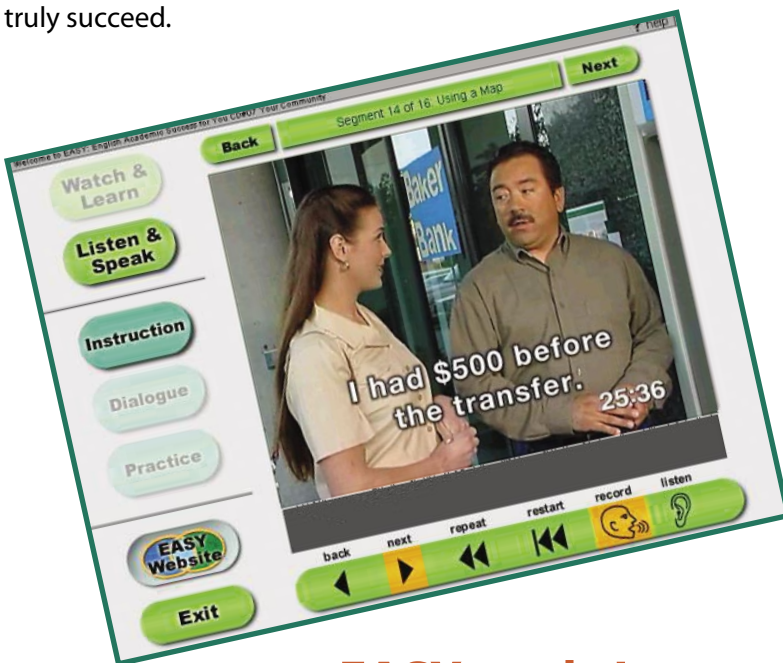 truly succeed.
? help
Welcome to EASY: English Academic Success for You CD#07 Your Community
Back
Segment 14 of 16: Using a Map
Next
Watch &
Learn
Listen &
Speak
Instruction
Dialogue
Practice
EASY
Website
Exit
Baker
Bank
I had $500 before
the transfer.
25:36
back
next
repeat
restart
record
listen